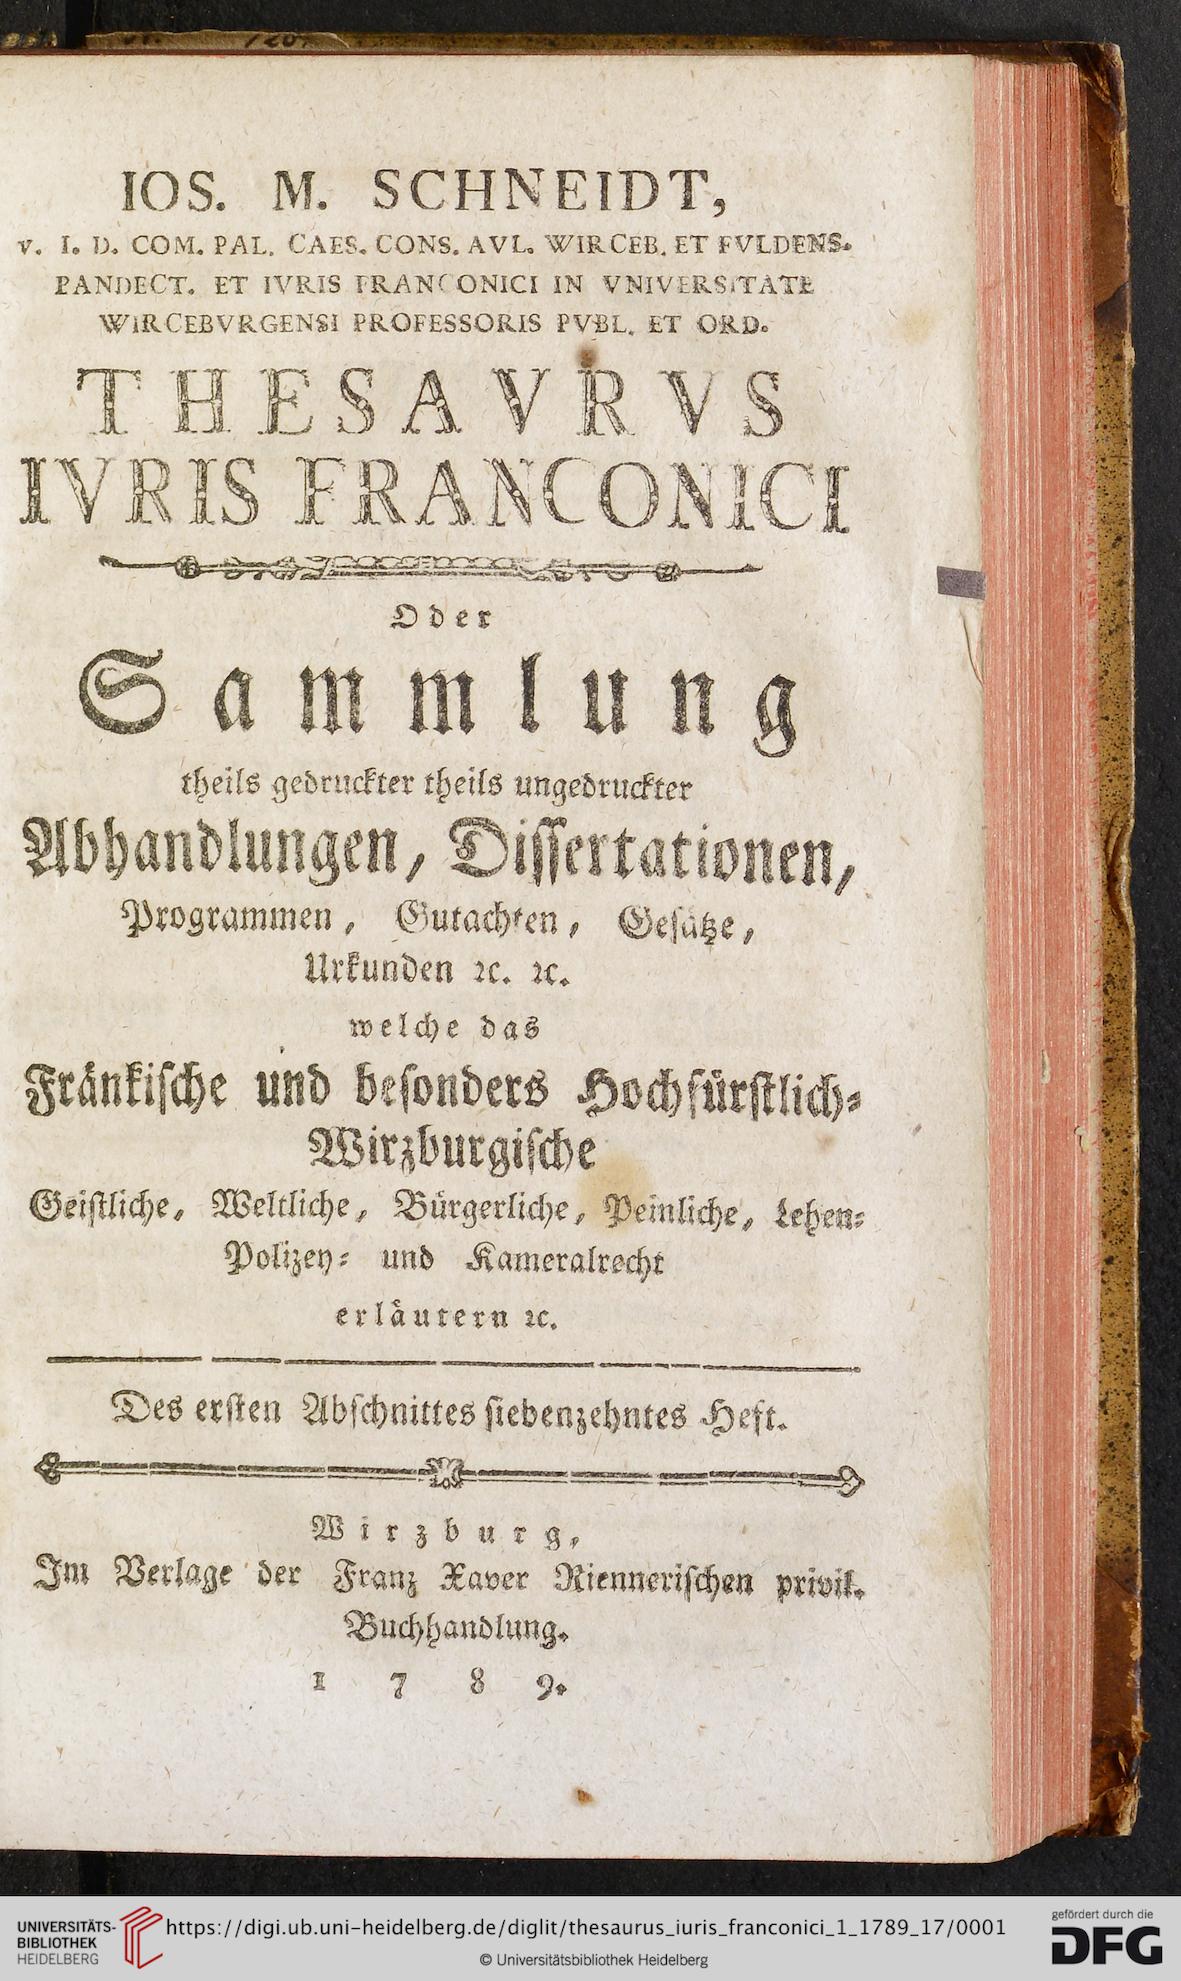 IOS. M. SCHNEIDT,
V. I. D. COM. PAL. CAES. CONS. AVL. WIRCEB. ET FVLDENS.
PANDECT. ET IVRIS FRANCONICI IN VNIVERSITATE
WIRCEBVRGENSI PROFESSORIS PVBL. ET ORD.
THESAVRVS
IVRIS FRANCONICI
Oder
Sammlung
theils gedruckter theils ungedruckter
Abhandlungen, Dissertationen,
Programmen, Gutachten, Gesätze,
Urkunden ꝛc. ꝛc.
welche das
Fränkische und besonders Hochfürstlich-
Wirzburgische
Geistliche, Weltliche, Bürgerliche, Peinliche, Lehen-
Polizey- und Kameralrecht
erläutern ꝛc.
Des ersten Abschnittes siebenzehntes Heft.
Wirzburg,
Im Verlage der Franz Xaver Riennerischen privil.
Buchhandlung.
1789.
UNIVERSITÄTS-
BIBLIOTHEK
HEIDELBERG
https://digi.ub.uni-heidelberg.de/diglit/thesaurus_iuris_franconici_1_1789_17/0001
© Universitätsbibliothek Heidelberg
gefördert durch die
DFG